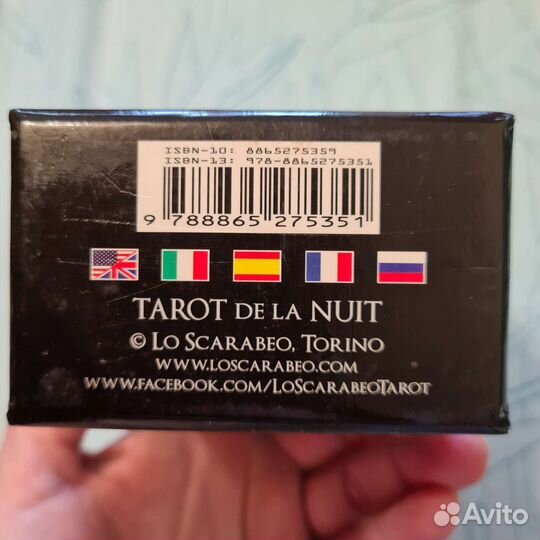 ISBN-10: 8865275359
ISBN-13: 978-8865275351
9 788865 275351
TAROT DE LA NUIT
© LO SCARABEO, TORINO
WWW.LOSCARABEO.COM
WWW.FACEBOOK.COM/LOSCARABEOTAROT
Avito